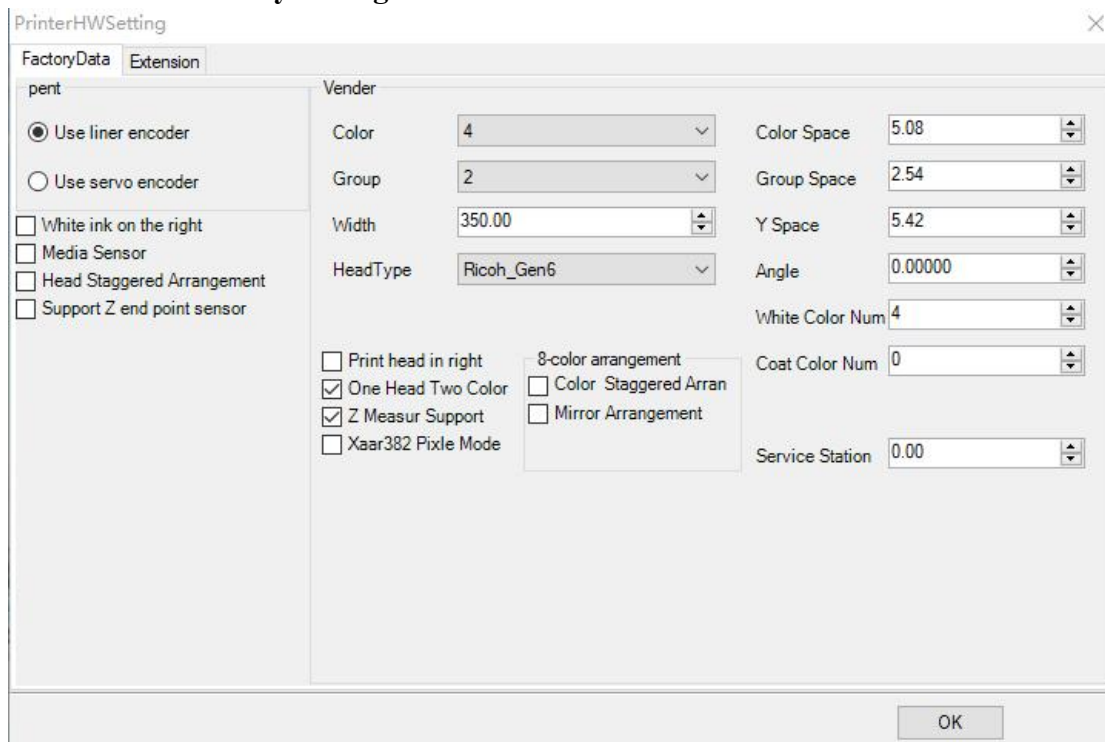 PrinterHWSetting
FactoryData Extension
pent
Use liner encoder
Use servo encoder
White ink on the right
Media Sensor
Head Staggered Arrangement
Support Z end point sensor
Vender
Color 4
Group 2
Width 350.00
HeadType Ricoh_Gen6
Print head in right
One Head Two Color
Z Measur Support
Xaar382 Pixle Mode
8-color arrangement
Color Staggered Arran
Mirror Arrangement
Color Space 5.08
Group Space 2.54
Y Space 5.42
Angle 0.00000
White Color Num 4
Coat Color Num 0
Service Station 0.00
OK